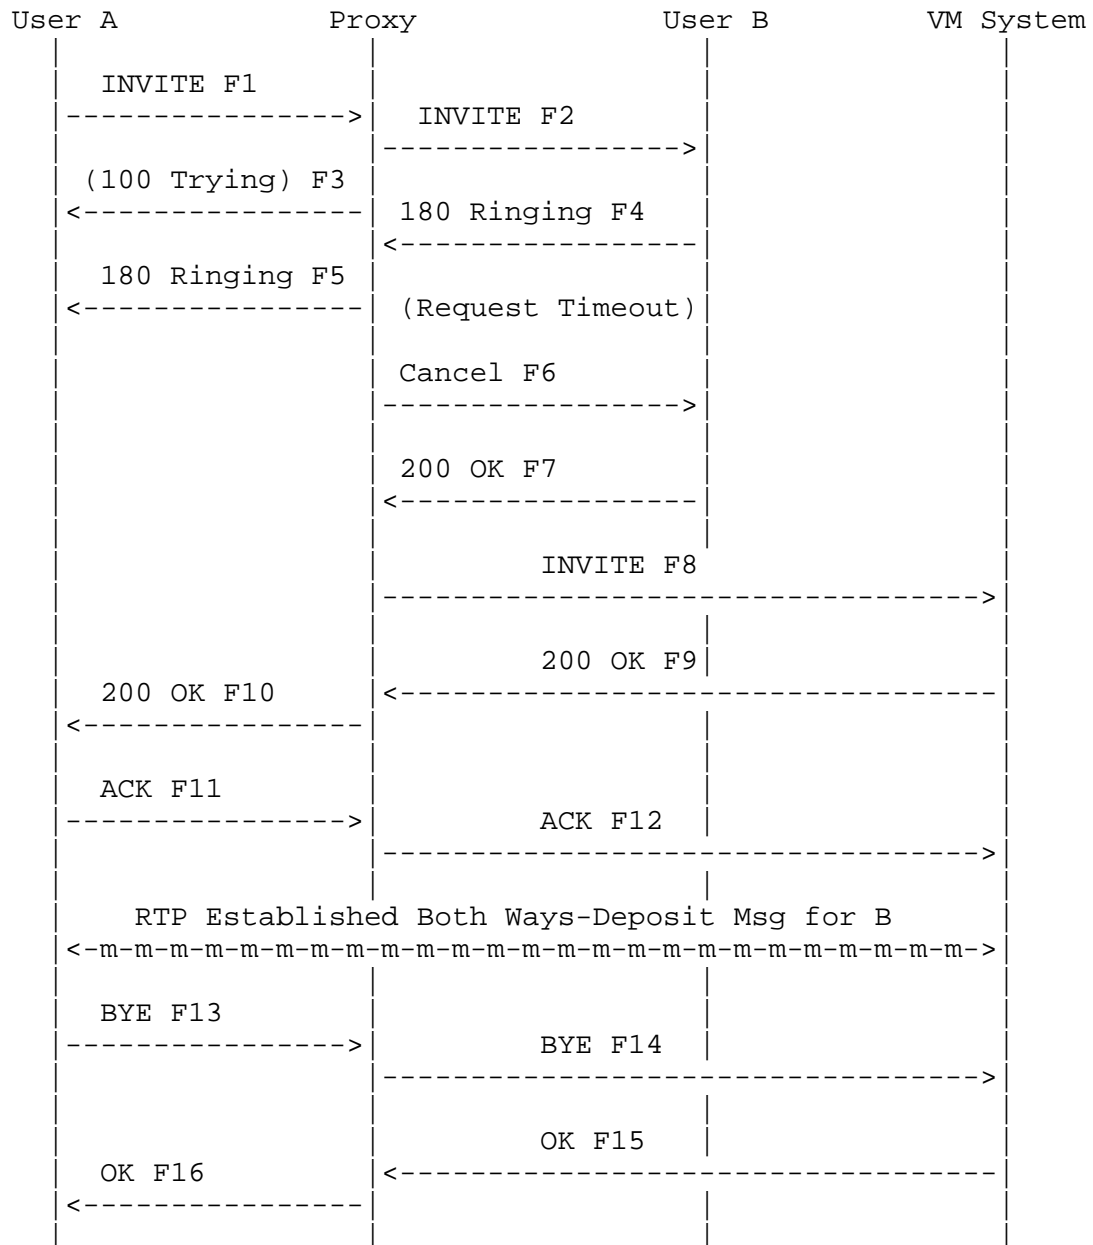 User A Proxy User B VM System
INVITE F1
INVITE F2
(100 Trying) F3
180 Ringing F4
180 Ringing F5
(Request Timeout)
Cancel F6
200 OK F7
INVITE F8
200 OK F9
200 OK F10
ACK F11
ACK F12
RTP Established Both Ways-Deposit Msg for B
<-m-m-m-m-m-m-m-m-m-m-m-m-m-m-m-m-m-m-m-m-m-m-m-m-m->
BYE F13
BYE F14
OK F15
OK F16